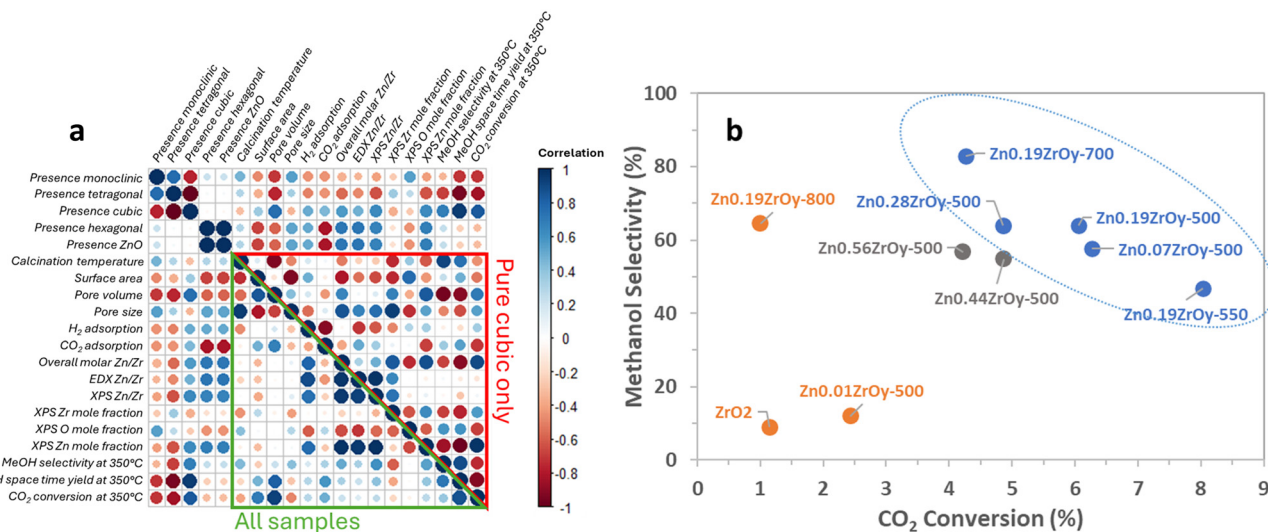 a
Presence monoclinic
Presence tetragonal
Presence cubic
Presence hexagonal
Presence ZnO
Calcination temperature
Surface area
Pore volume
Pore size
H2 adsorption
CO2 adsorption
Overall molar Zn/Zr
EDX Zn/Zr
XPS Zn/Zr
XPS Zr mole fraction
XPS O mole fraction
XPS Zn mole fraction
MeOH selectivity at 350ºC
MeOH space time yield at 350ºC
CO2 conversion at 350ºC
Presence monoclinic
Presence tetragonal
Presence cubic
Presence hexagonal
Presence ZnO
Calcination temperature
Surface area
Pore volume
Pore size
H2 adsorption
CO2 adsorption
Overall molar Zn/Zr
EDX Zn/Zr
XPS Zn/Zr
XPS Zr mole fraction
XPS O mole fraction
XPS Zn mole fraction
MeOH selectivity at 350ºC
H space time yield at 350ºC
CO2 conversion at 350ºC
Pure cubic only
All samples
Correlation
1
0.8
0.6
0.4
0.2
0
-0.2
-0.4
-0.6
-0.8
-1
b
Methanol Selectivity (%)
100
80
60
40
20
0
Zn0.19ZrOy-700
Zn0.19ZrOy-800
Zn0.28ZrOy-500
Zn0.19ZrOy-500
Zn0.56ZrOy-500
Zn0.07ZrOy-500
Zn0.44ZrOy-500
Zn0.19ZrOy-550
Zn0.01ZrOy-500
ZrO2
0 1 2 3 4 5 6 7 8 9
CO2 Conversion (%)